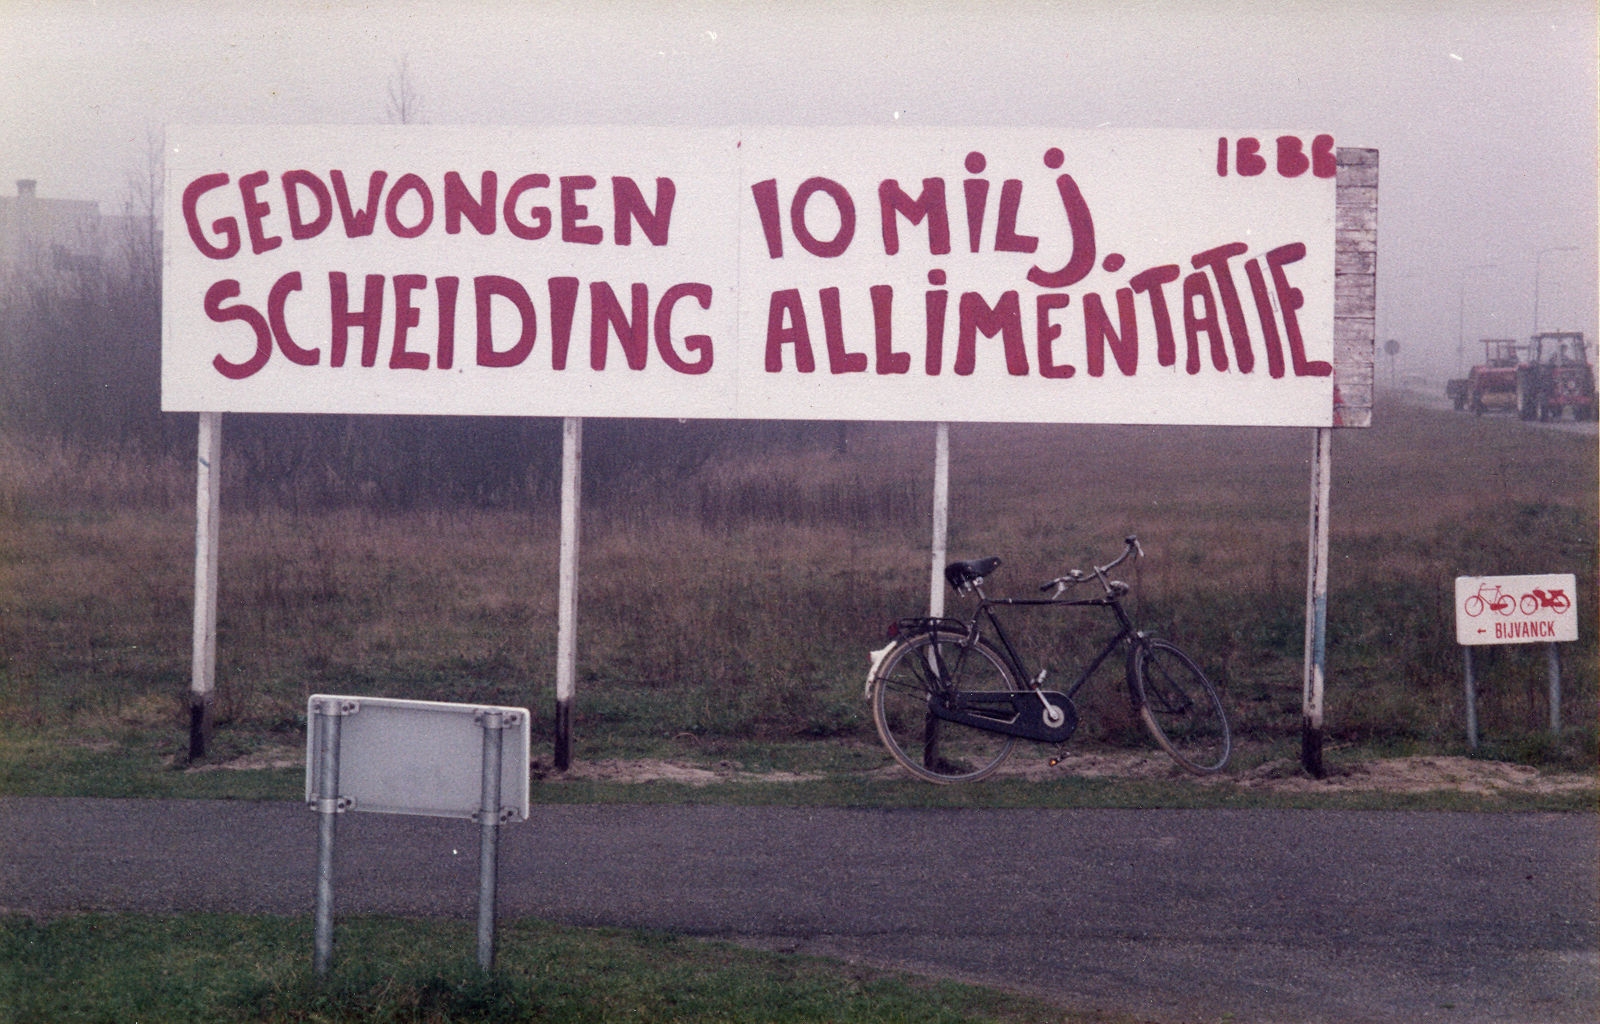 IBBB
GEDWONGEN 10 MILJ.
SCHEIDING ALLIMENTATIE
← BIJVANCK